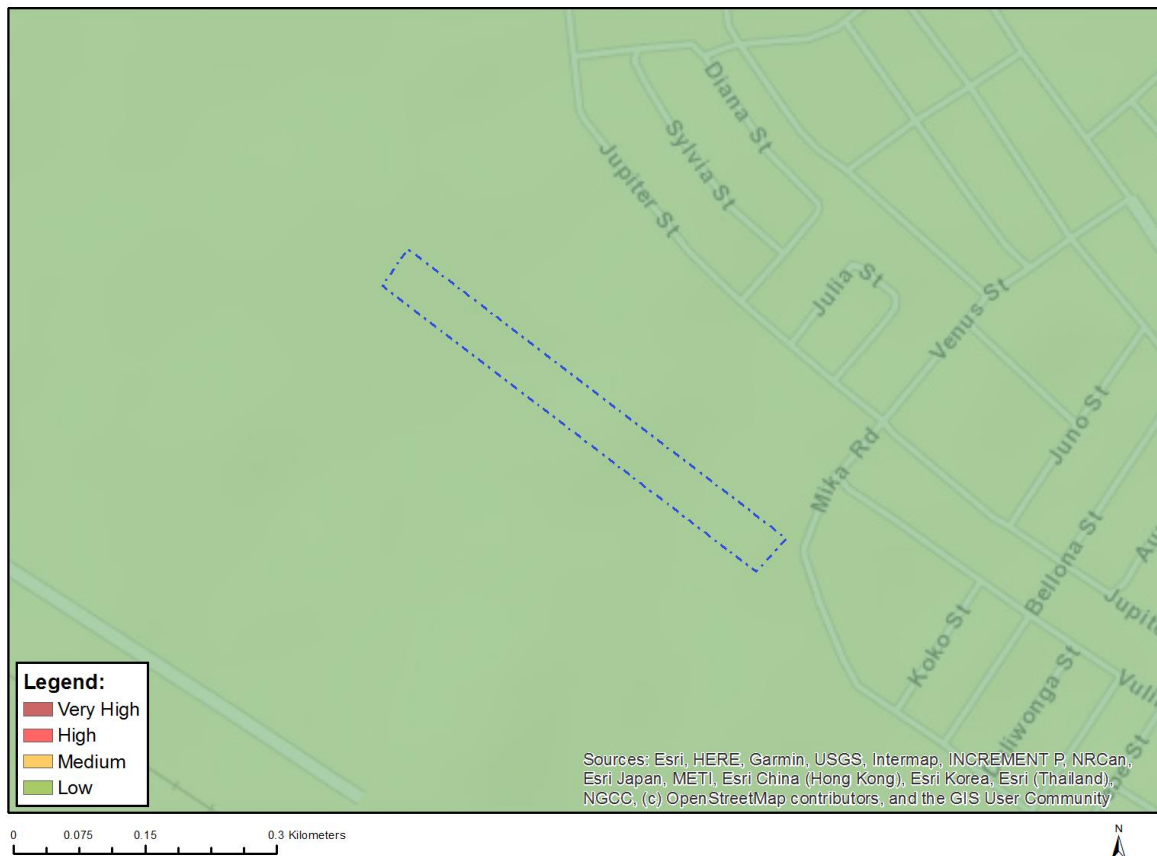 Diana St
Sylvia St
Jupiter St
Julia St
Venus St
Juno St
Mika Rd
Bellona St
Koko St
Legend:
Very High
High
Medium
Low
Sources: Esri, HERE, Garmin, USGS, Intermap, INCREMENT P, NRCan,
Esri Japan, METI, Esri China (Hong Kong), Esri Korea, Esri (Thailand),
NGCC, (c) OpenStreetMap contributors, and the GIS User Community
0 0.075 0.15 0.3 Kilometers
N